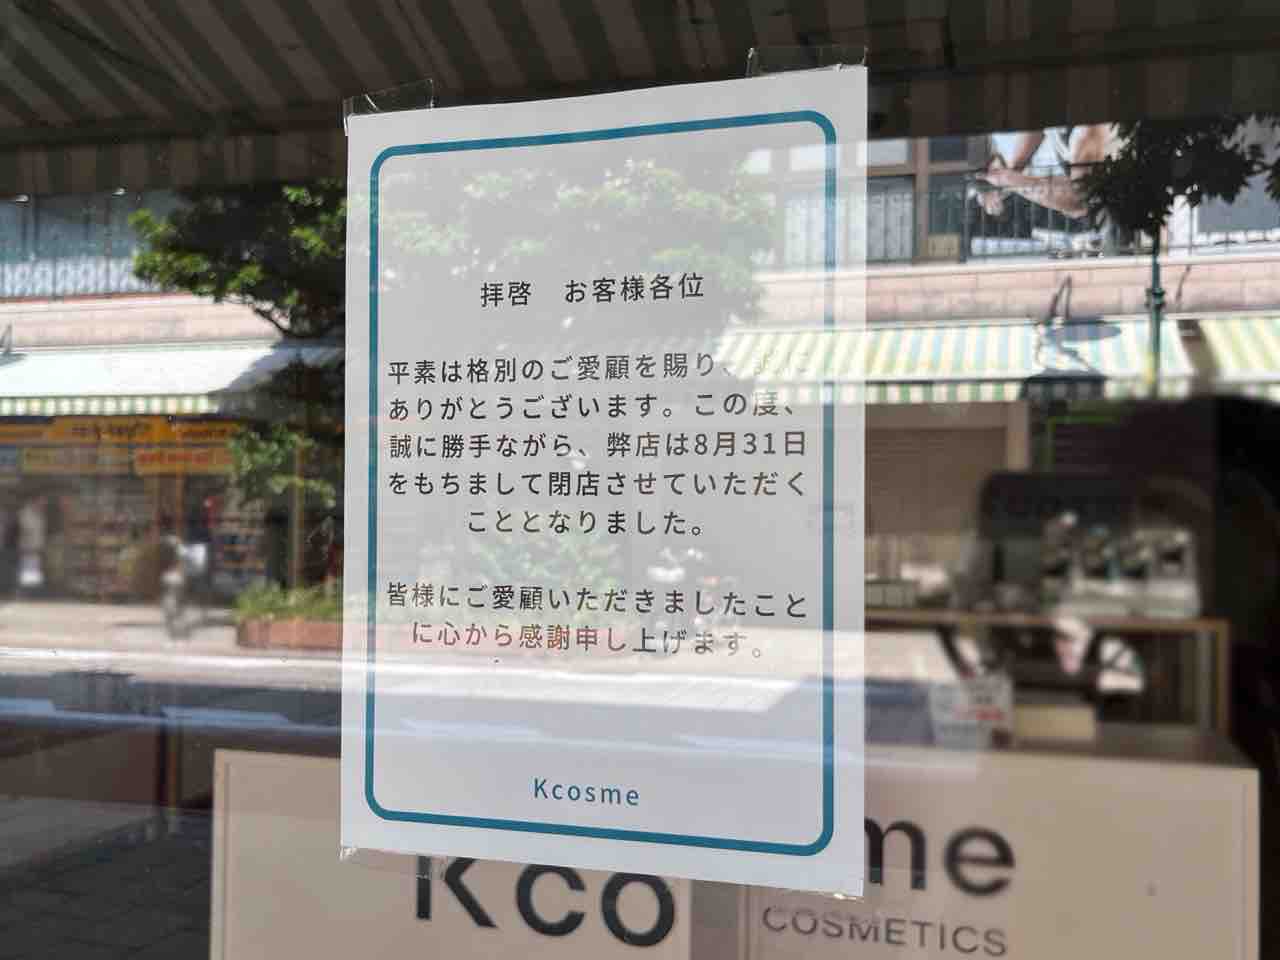 拝啓　お客様各位
平素は格別のご愛顧を賜り、誠に
ありがとうございます。この度、
誠に勝手ながら、弊店は8月31日
をもちまして閉店させていただく
こととなりました。
皆様にご愛顧いただきましたこと
に心から感謝申し上げます。
Kcosme
Kco me
COSMETICS